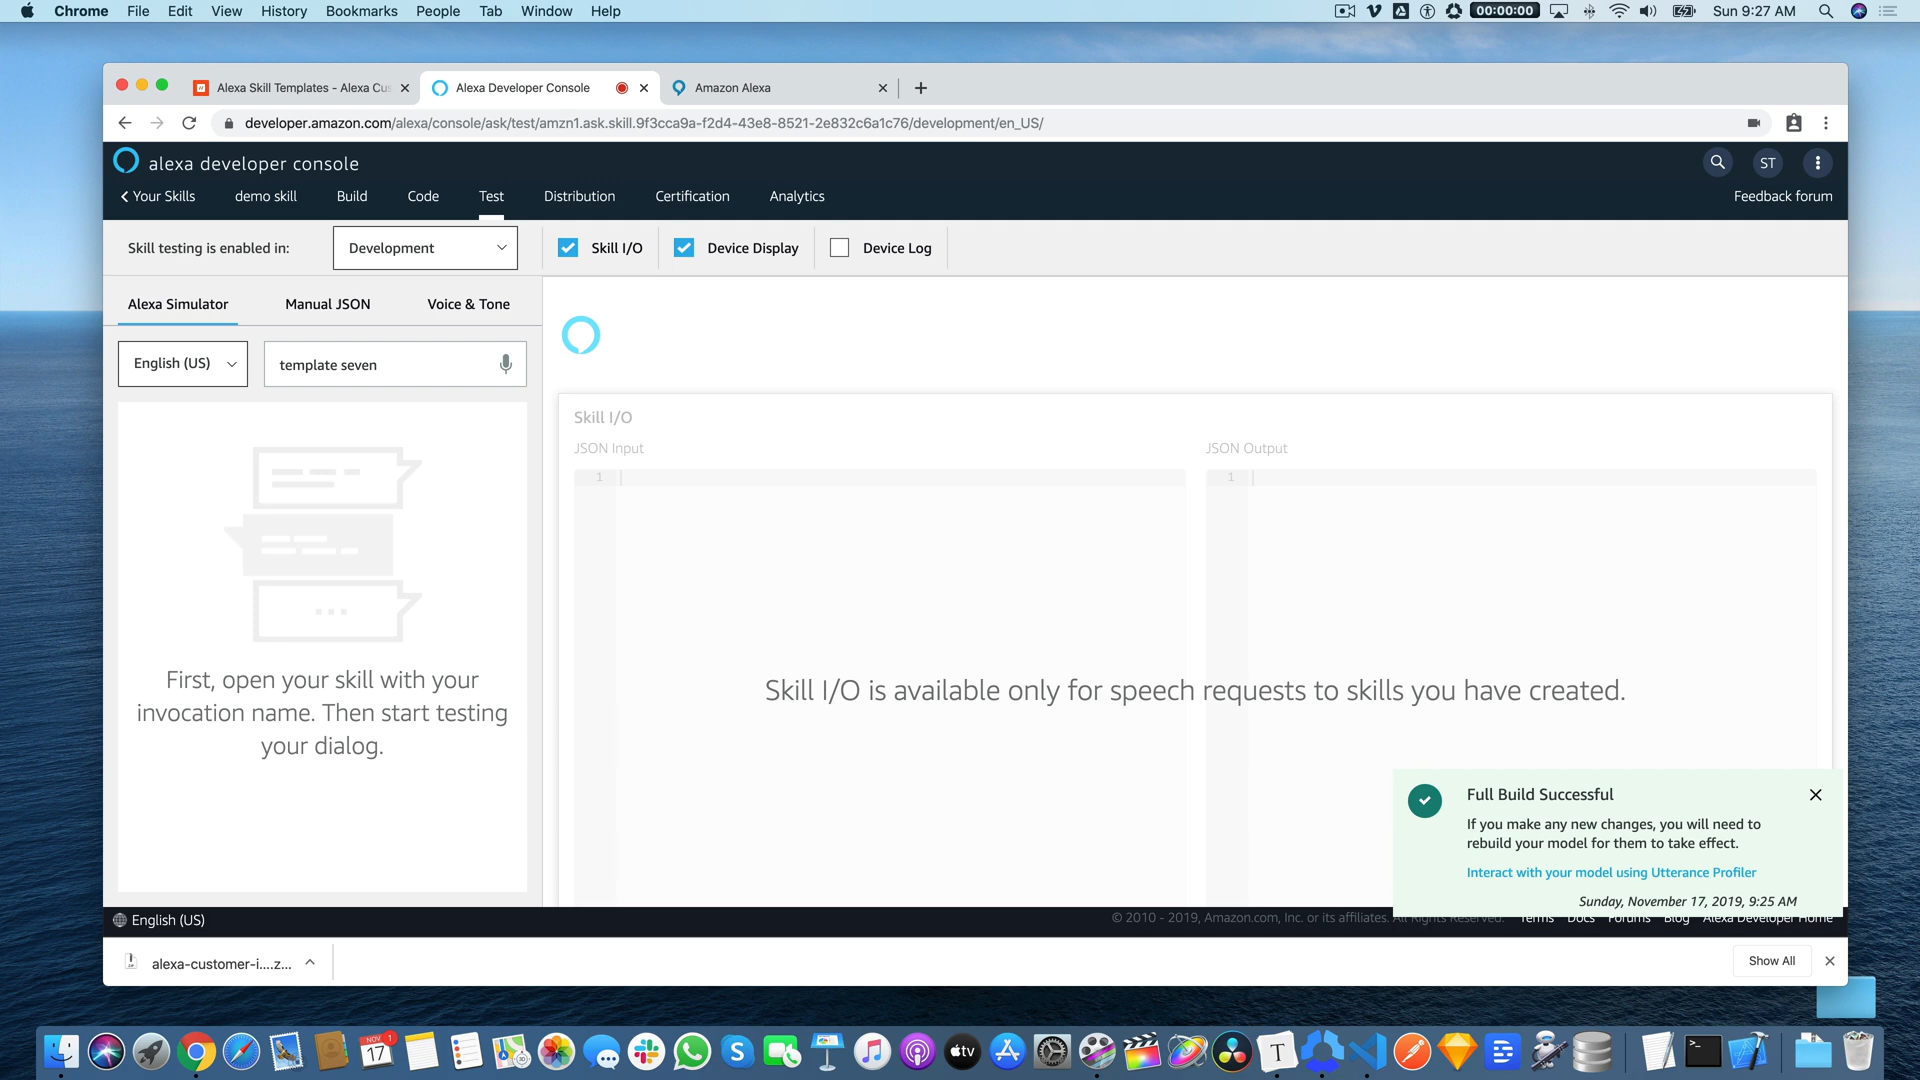 Chrome File Edit View History Bookmarks People Tab Window Help
00:00:00 Sun 9:27 AM
Alexa Skill Templates - Alexa Cus
Alexa Developer Console
Amazon Alexa
developer.amazon.com/alexa/console/ask/test/amzn1.ask.skill.9f3cca9a-f2d4-43e8-8521-2e832c6a1c76/development/en_US/
alexa developer console
ST
Your Skills demo skill Build Code Test Distribution Certification Analytics
Feedback forum
Skill testing is enabled in: Development
Skill I/O Device Display Device Log
Alexa Simulator Manual JSON Voice & Tone
English (US) template seven
First, open your skill with your
invocation name. Then start testing
your dialog.
Skill I/O
JSON Input JSON Output
1 1
Skill I/O is available only for speech requests to skills you have created.
Full Build Successful
If you make any new changes, you will need to
rebuild your model for them to take effect.
Interact with your model using Utterance Profiler
Sunday, November 17, 2019, 9:25 AM
English (US)
© 2010 - 2019, Amazon.com, Inc. or its affiliates. All Rights Reserved. Terms Docs Forums Blog Alexa Developer Home
alexa-customer-i....z...
Show All
NOV 17
1
tv
T